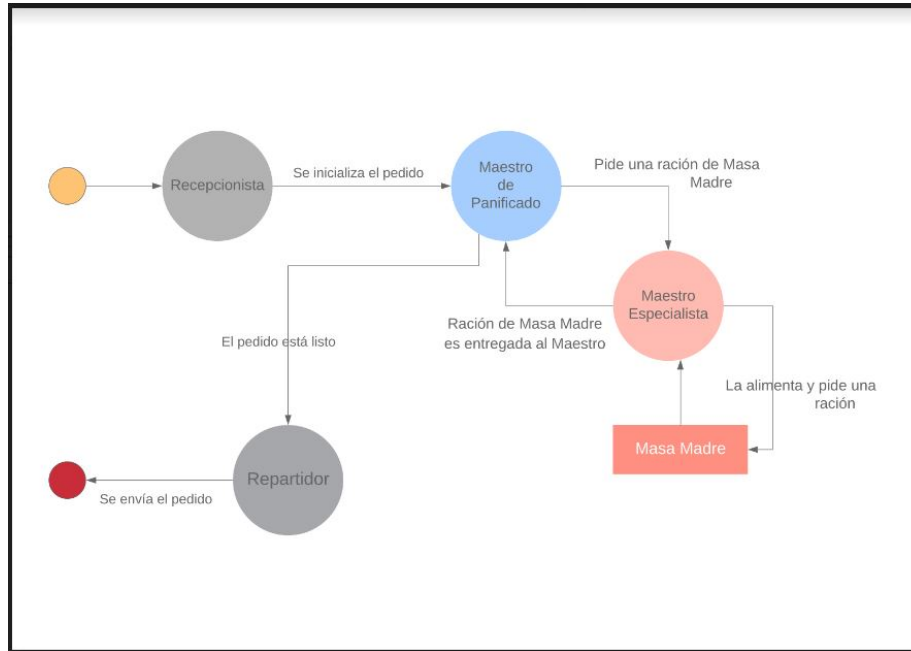 Recepcionista
Se inicializa el pedido
Maestro
de
Panificado
Pide una ración de Masa
Madre
Maestro
Especialista
Ración de Masa Madre
es entregada al Maestro
El pedido está listo
La alimenta y pide una
ración
Masa Madre
Repartidor
Se envía el pedido